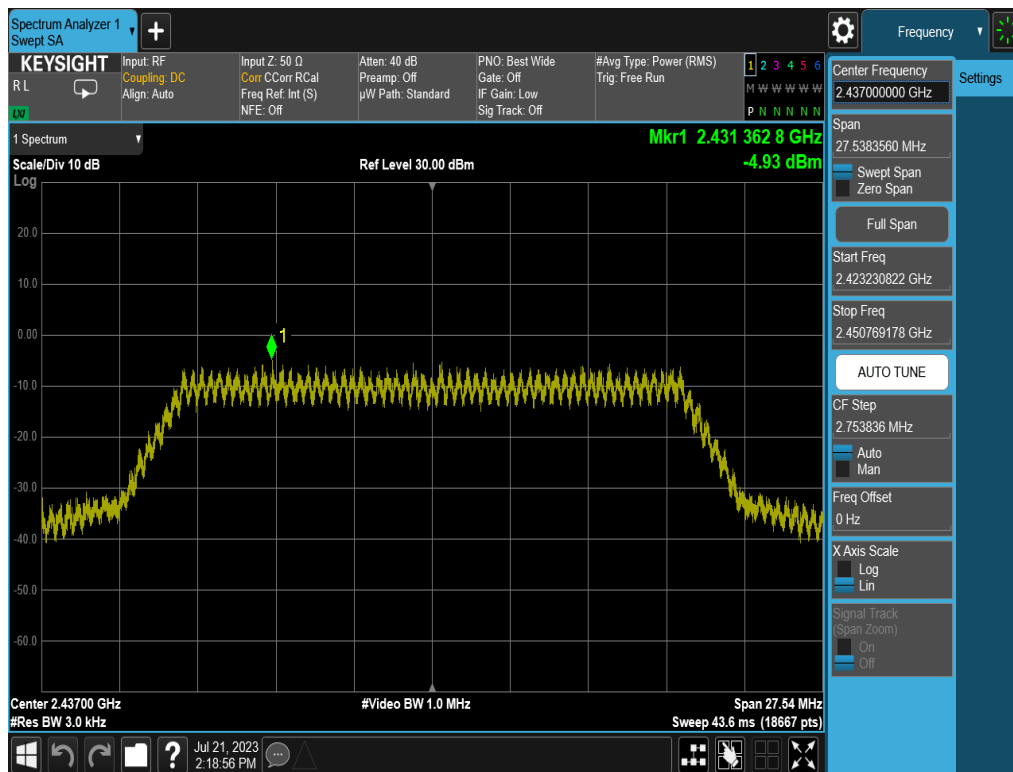 Spectrum Analyzer 1
Swept SA
+
Frequency
KEYSIGHT
R L
LXI
Input: RF
Coupling: DC
Align: Auto
Input Z: 50 Ω
Corr CCorr RCal
Freq Ref: Int (S)
NFE: Off
Atten: 40 dB
Preamp: Off
µW Path: Standard
PNO: Best Wide
Gate: Off
IF Gain: Low
Sig Track: Off
#Avg Type: Power (RMS)
Trig: Free Run
1 2 3 4 5 6
M W W W W W
P N N N N N
Center Frequency
2.437000000 GHz
Settings
Span
27.5383560 MHz
Swept Span
Zero Span
Full Span
Start Freq
2.423230822 GHz
Stop Freq
2.450769178 GHz
AUTO TUNE
CF Step
2.753836 MHz
Auto
Man
Freq Offset
0 Hz
X Axis Scale
Log
Lin
Signal Track
(Span Zoom)
On
Off
1 Spectrum
Mkr1 2.431 362 8 GHz
-4.93 dBm
Scale/Div 10 dB
Ref Level 30.00 dBm
Log
20.0
10.0
0.00
1
-10.0
-20.0
-30.0
-40.0
-50.0
-60.0
Center 2.43700 GHz
#Video BW 1.0 MHz
Span 27.54 MHz
#Res BW 3.0 kHz
Sweep 43.6 ms (18667 pts)
?
Jul 21, 2023
2:18:56 PM